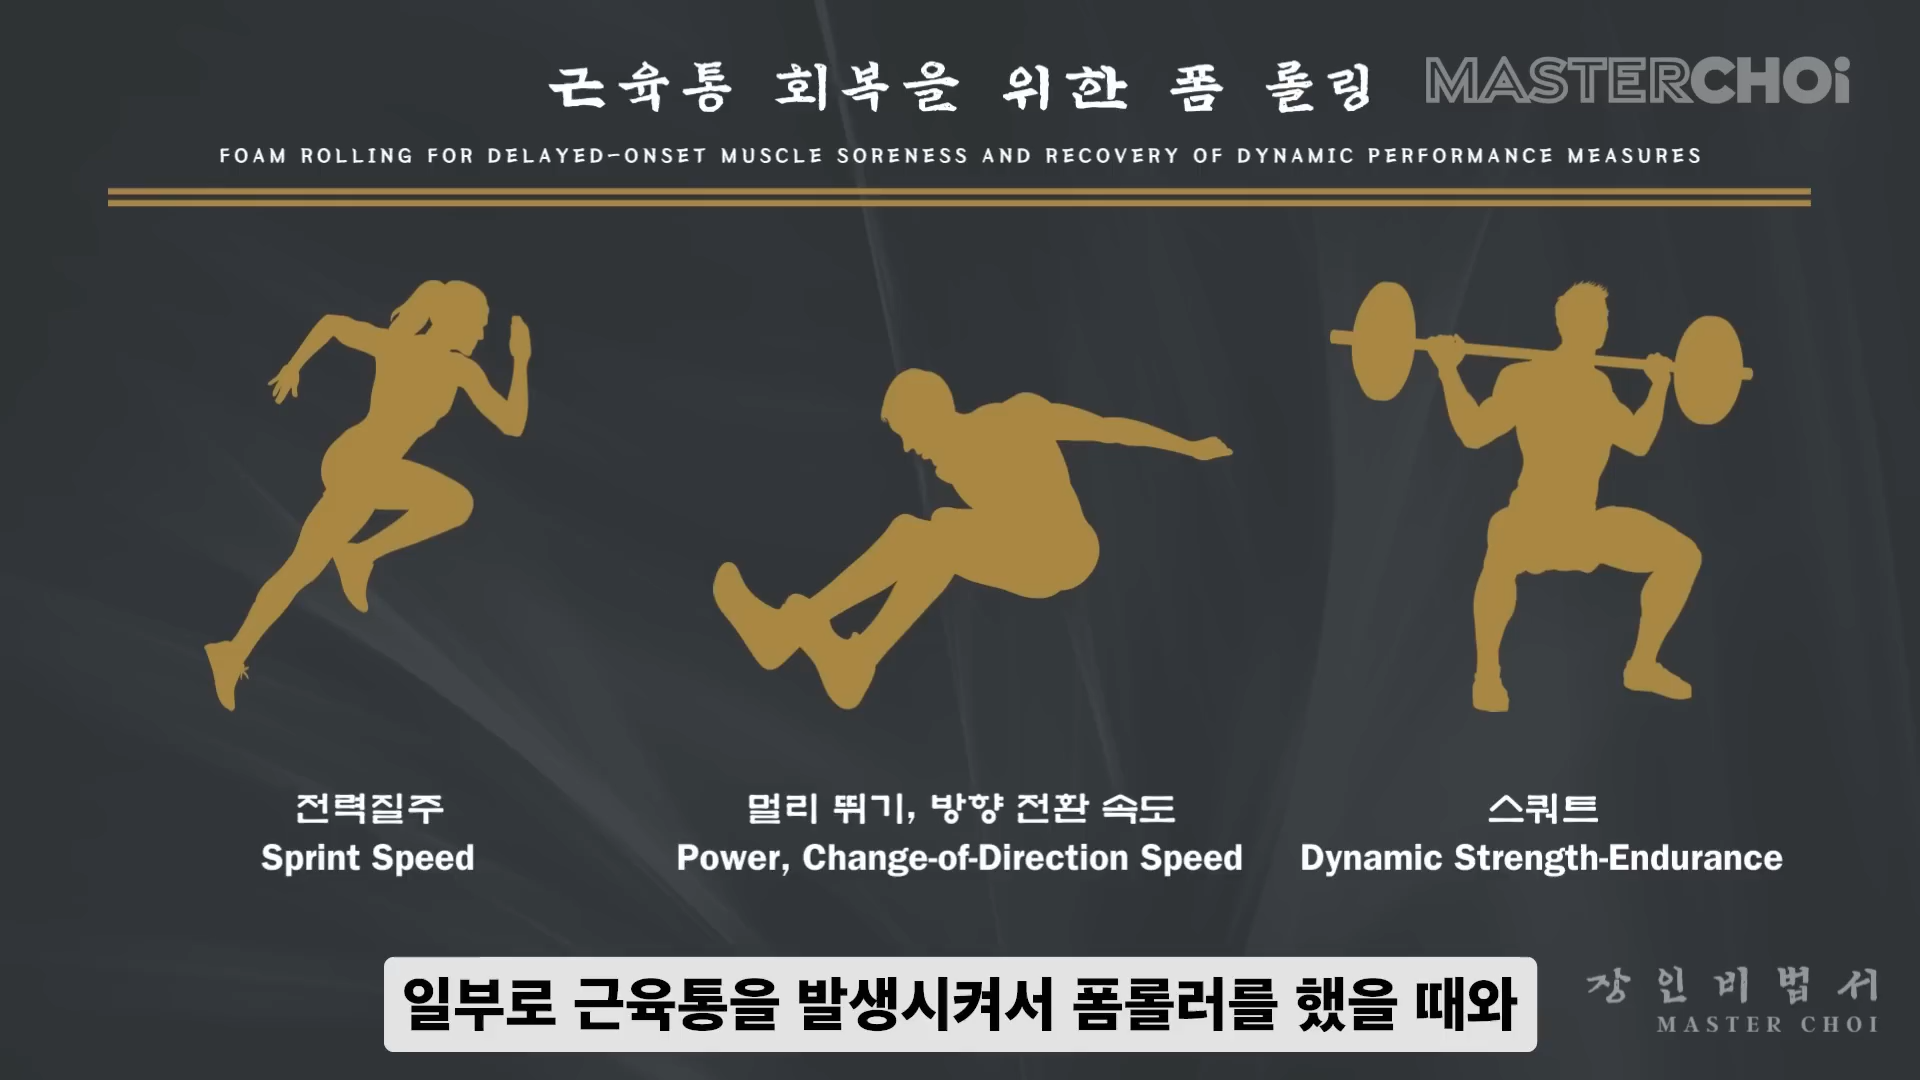 근육통 회복을 위한 폼 롤링
MASTERCHOi
FOAM ROLLING FOR DELAYED-ONSET MUSCLE SORENESS AND RECOVERY OF DYNAMIC PERFORMANCE MEASURES
전력질주
Sprint Speed
멀리 뛰기, 방향 전환 속도
Power, Change-of-Direction Speed
스쿼트
Dynamic Strength-Endurance
일부로 근육통을 발생시켜서 폼롤러를 했을 때와
장인비법서
MASTER CHOI